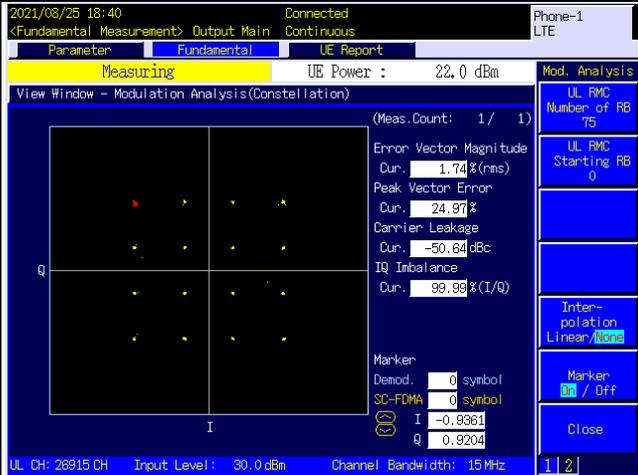 2021/08/25 18:40 Connected Phone-1
<Fundamental Measurement> Output Main Continuous LTE
Parameter Fundamental UE Report
Measuring UE Power : 22.0 dBm Mod. Analysis
View Window - Modulation Analysis(Constellation)
UL RMC
Number of RB
75
(Meas.Count: 1/ 1)
Error Vector Magnitude
Cur. 1.74 %(rms)
UL RMC
Starting RB
0
Peak Vector Error
Cur. 24.97 %
Carrier Leakage
Cur. -50.64 dBc
IQ Imbalance
Cur. 99.99 %(I/Q)
Q
I
Inter-
polation
Linear/None
Marker
Demod. 0 symbol
SC-FDMA 0 symbol
I -0.9361
Q 0.9204
Marker
On / Off
Close
UL CH: 26915 CH Input Level: 30.0 dBm Channel Bandwidth: 15 MHz 1 2